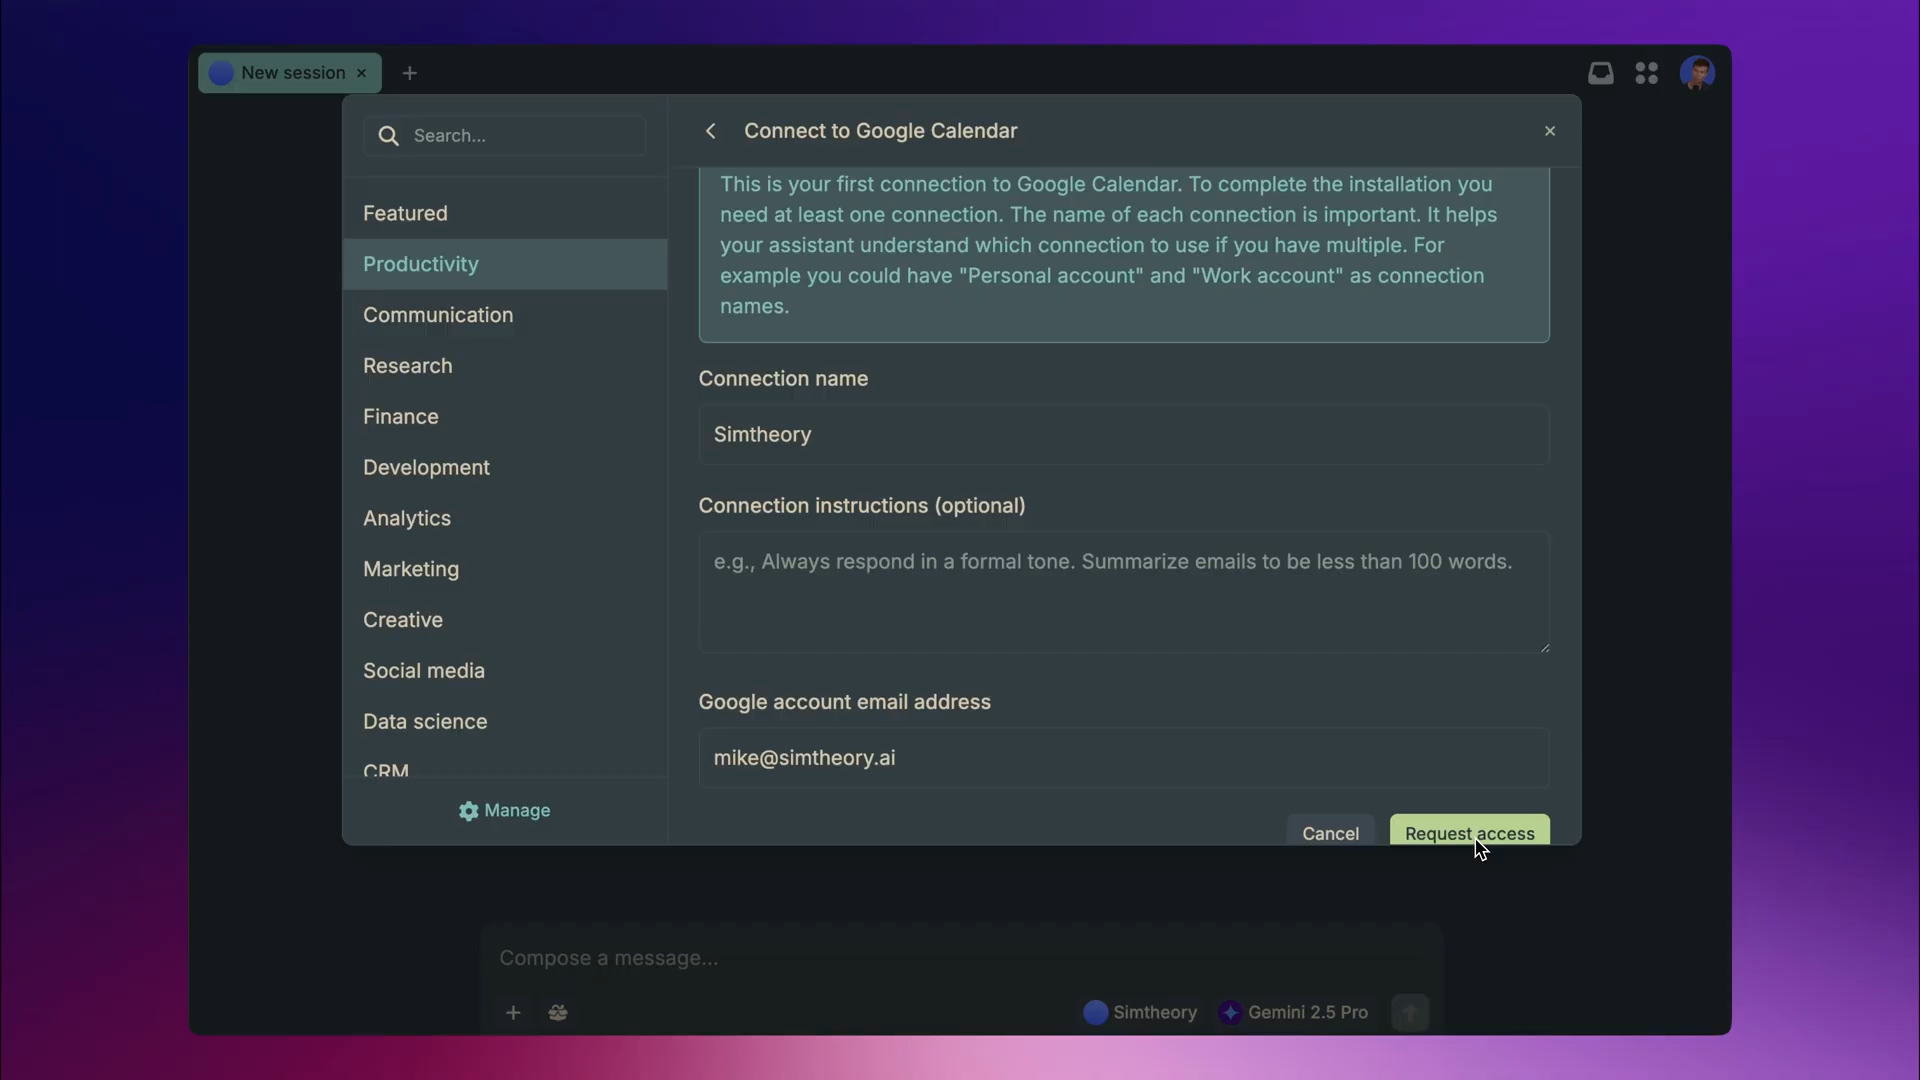 New session
Search...
Featured
Productivity
Communication
Research
Finance
Development
Analytics
Marketing
Creative
Social media
Data science
CRM
Manage
Connect to Google Calendar
This is your first connection to Google Calendar. To complete the installation you
need at least one connection. The name of each connection is important. It helps
your assistant understand which connection to use if you have multiple. For
example you could have "Personal account" and "Work account" as connection
names.
Connection name
Simtheory
Connection instructions (optional)
e.g., Always respond in a formal tone. Summarize emails to be less than 100 words.
Google account email address
mike@simtheory.ai
Cancel
Request access
Compose a message...
Simtheory
Gemini 2.5 Pro